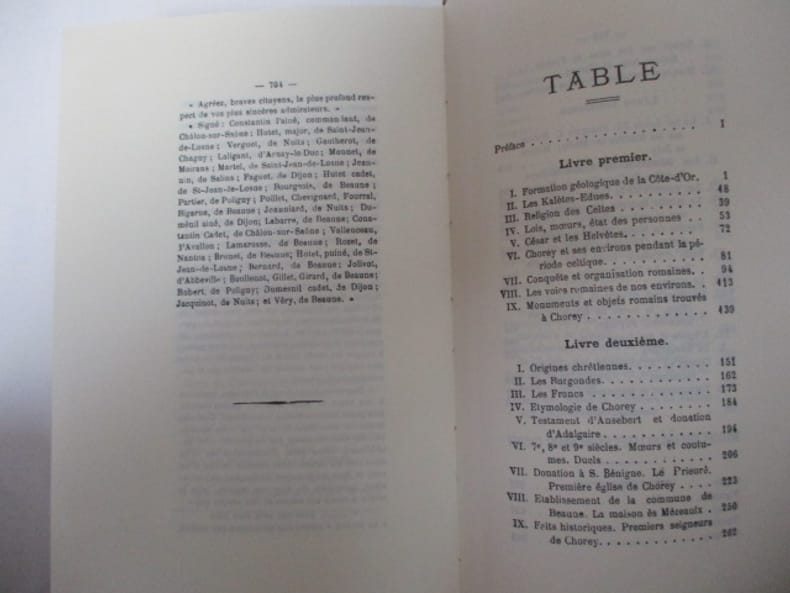 — 704 —
« Agréez, braves citoyens, le plus profond res-
pect de vos plus sincères admirateurs. »
« Signé : Constantin l'aîné, commandant, de
Châlon-sur-Saône ; Hutet, major, de Saint-Jean-
de-Losne ; Verguet, de Nuits ; Gautherot, de
Chagny ; Laligant, d'Arnay-le-Duc ; Monnet, de
Moirans ; Martel, de Saint-Jean-de-Losne ; Jean-
nin, de Salins ; Faguet, de Dijon ; Hutet cadet,
de St-Jean-de-Losne ; Bourgeois, de Beaune ;
Partier, de Poligny ; Poillet, Chevignard, Fourral,
Bigarne, de Beaune ; Jeanniard, de Nuits ; Du-
ménil aîné, de Dijon ; Labarre, de Beaune ; Cons-
tantin Cadet, de Châlon-sur-Saône ; Valleneau,
d'Avallon ; Lamarosse, de Beaune ; Rozet, de
Nantua ; Brunet, de Beaune ; Hotet, puiné, de St-
Jean-de-Losne ; Bernard, de Beaune ; Jolivot,
d'Abbeville ; Gillet, Girard, de Beaune ;
Robert, de Poligny ; Dumesnil cadet, de Dijon ;
Jacquinot, de Nuits ; et Véry, de Beaune. »
TABLE
Préface . . . . . . . . . . . . . . . I
Livre premier.
I. Formation géologique de la Côte-d'Or. 1
II. Les Kalètes-Edues. . . . . . . . . . 48
III. Religion des Celtes . . . . . . . . . 39
IV. Lois, mœurs, état des personnes . . 53
V. César et les Helvètes. . . . . . . . 72
VI. Chorey et ses environs pendant la pé-
riode celtique. . . . . . . . . . . 81
VII. Conquête et organisation romaines. . 94
VIII. Les voies romaines de nos environs. . 413
IX. Monuments et objets romains trouvés
à Chorey . . . . . . . . . . . . 439
Livre deuxième.
I. Origines chrétiennes. . . . . . . . . 151
II. Les Burgondes. . . . . . . . . . . 162
III. Les Francs . . . . . . . . . . . . 173
IV. Etymologie de Chorey . . . . . . . . 184
V. Testament d'Ansebert et donation
d'Adalgaire . . . . . . . . . . . 194
VI. 7e, 8e et 9e siècles. Mœurs et coutu-
mes. Duels . . . . . . . . . . . 206
VII. Donation à S. Bénigne. Le Prieuré.
Première église de Chorey . . . . 223
VIII. Etablissement de la commune de
Beaune. La maison ès Mézeaulx . 250
IX. Faits historiques. Premiers seigneurs
de Chorey. . . . . . . . . . . . 262